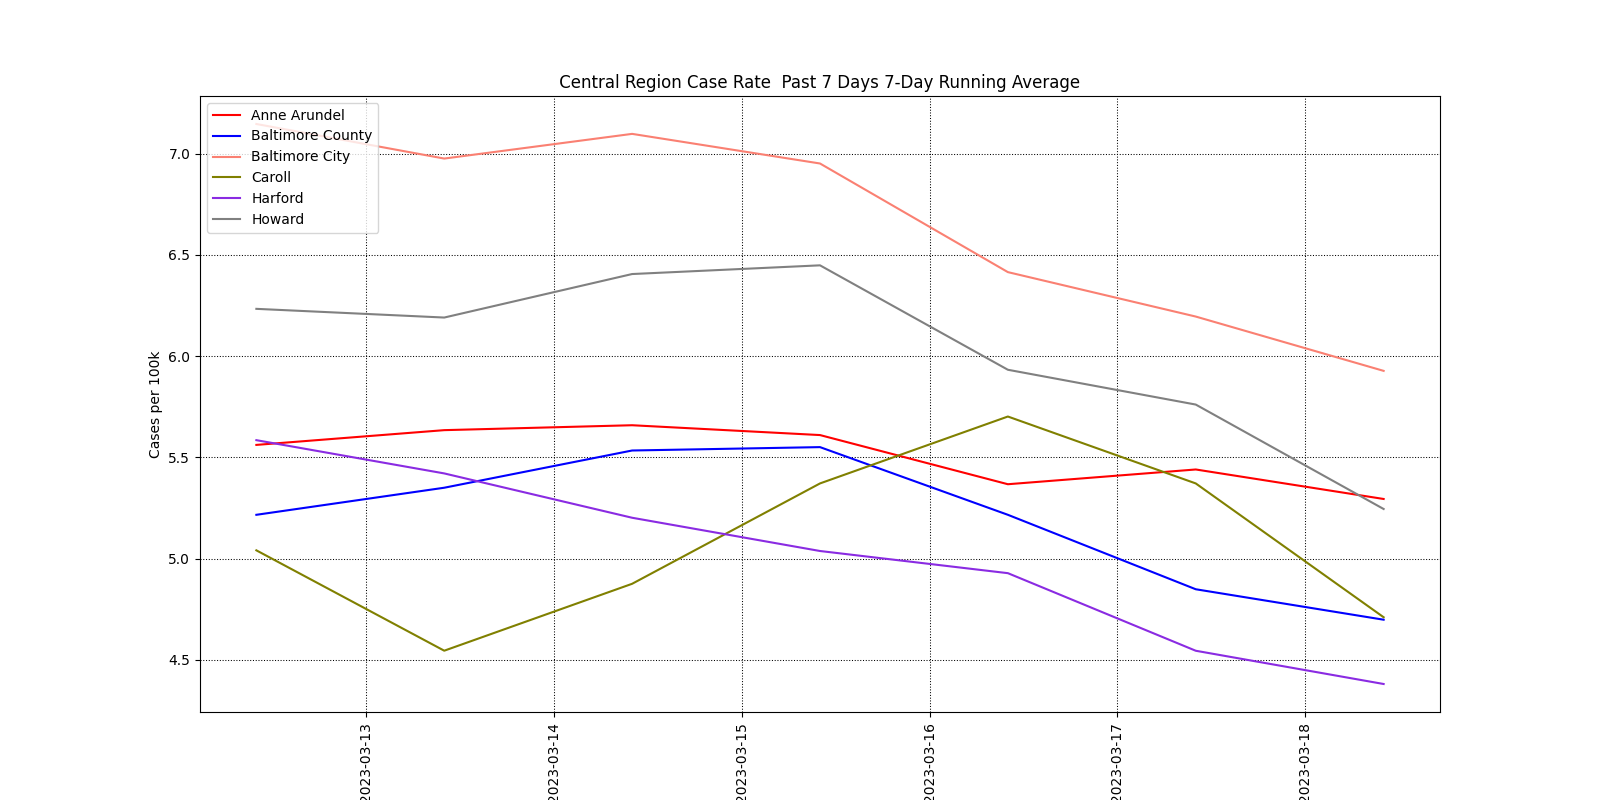 Central Region Case Rate  Past 7 Days 7-Day Running Average
Anne Arundel
Baltimore County
Baltimore City
Caroll
Harford
Howard
Cases per 100k
7.0
6.5
6.0
5.5
5.0
4.5
2023-03-13
2023-03-14
2023-03-15
2023-03-16
2023-03-17
2023-03-18